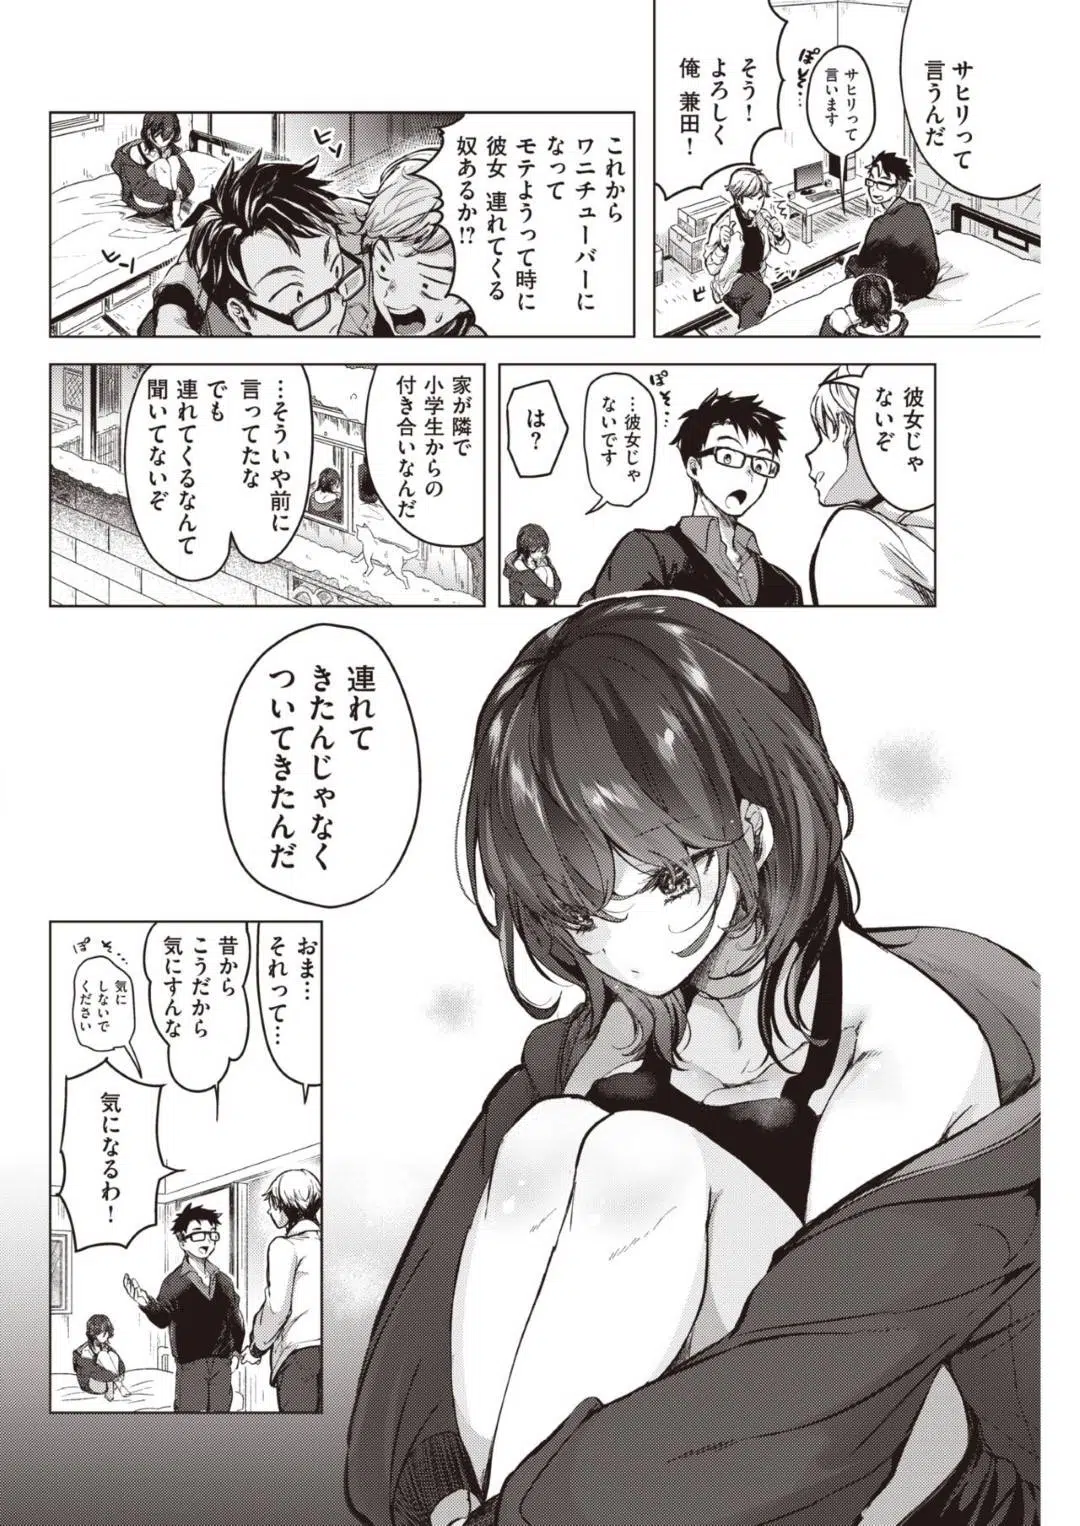 サヒリって
言うんだ
ぽそ…
サヒリって
言います
そう！
よろしく
俺 兼田！
ビッ
これから
ワニチューバーに
なって
モテようって時に
彼女 連れてくる
奴あるか!?
彼女じゃ
ないぞ
ぽそ…
…彼女じゃ
ないです
は？
家が隣で
小学生からの
付き合いなんだ
…そういや前に
言ってたな
でも
連れてくるなんて
聞いてないぞ
連れて
きたんじゃなく
ついてきたんだ
おま…
それって…
昔から
こうだから
気にすんな
ぽそ…
気に
しないで
ください
気になるわ！